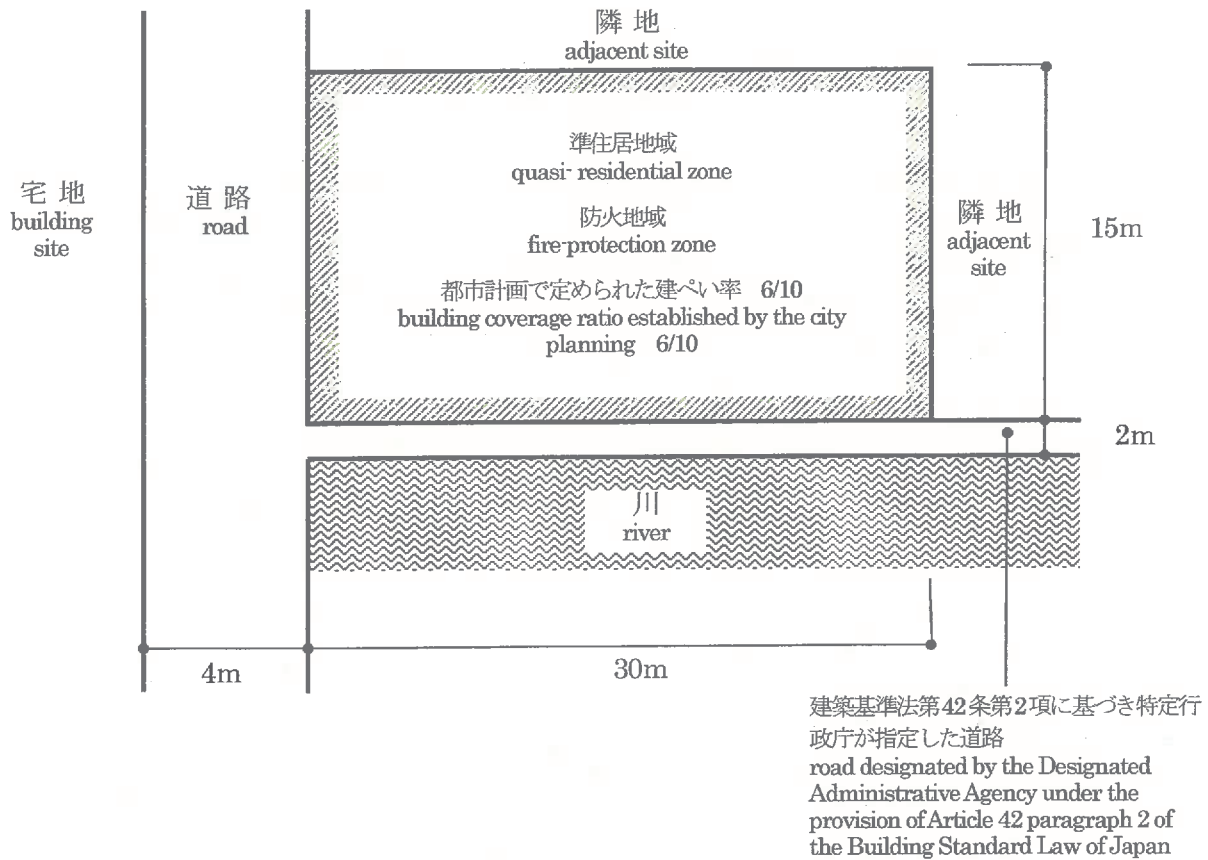 隣 地
adjacent site
準住居地域
quasi- residential zone
防火地域
fire-protection zone
都市計画で定められた建ぺい率 6/10
building coverage ratio established by the city
planning 6/10
宅 地
building
site
道 路
road
隣 地
adjacent
site
15m
2m
川
river
4m
30m
建築基準法第42条第2項に基づき特定行
政庁が指定した道路
road designated by the Designated
Administrative Agency under the
provision of Article 42 paragraph 2 of
the Building Standard Law of Japan